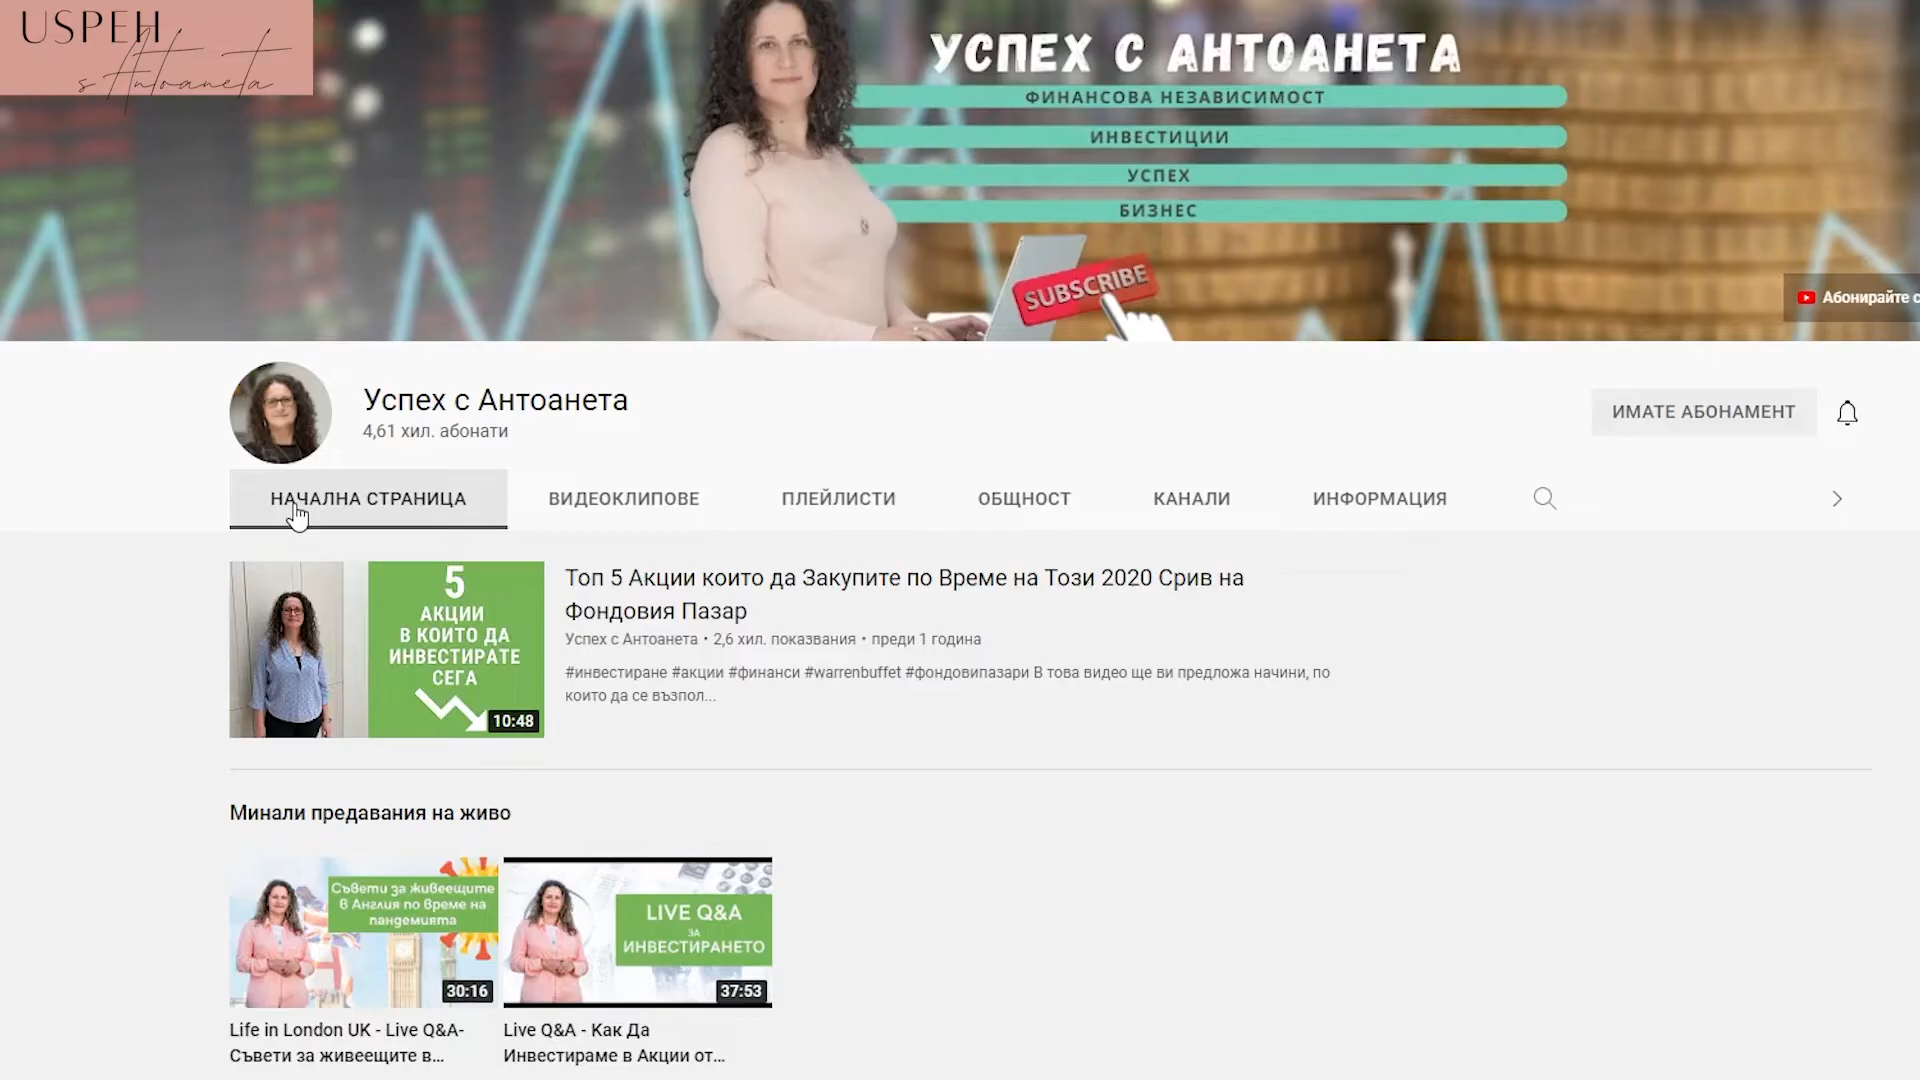 USPEH
s Antoaneta
УСПЕХ С АНТОАНЕТА
ФИНАНСОВА НЕЗАВИСИМОСТ
ИНВЕСТИЦИИ
УСПЕХ
БИЗНЕС
SUBSCRIBE
Абонирайте с
Успех с Антоанета
4,61 хил. абонати
ИМАТЕ АБОНАМЕНТ
НАЧАЛНА СТРАНИЦА
ВИДЕОКЛИПОВЕ
ПЛЕЙЛИСТИ
ОБЩНОСТ
КАНАЛИ
ИНФОРМАЦИЯ
5
АКЦИИ
В КОИТО ДА
ИНВЕСТИРАТЕ
СЕГА
10:48
Топ 5 Акции които да Закупите по Време на Този 2020 Срив на
Фондовия Пазар
Успех с Антоанета • 2,6 хил. показвания • преди 1 година
#инвестиране #акции #финанси #warrenbuffet #фондовипазари В това видео ще ви предложа начини, по
които да се възпол...
Минали предавания на живо
Съвети за живеещите
в Англия по време на
пандемията
30:16
LIVE Q&A
ЗА
ИНВЕСТИРАНЕТО
37:53
Life in London UK - Live Q&A-
Съвети за живеещите в...
Live Q&A - Как Да
Инвестираме в Акции от...